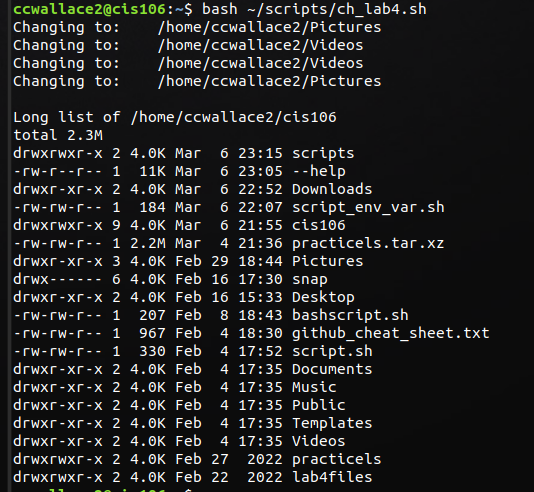 ccwallace2@cis106:~$ bash ~/scripts/ch_lab4.sh
Changing to:    /home/ccwallace2/Pictures
Changing to:    /home/ccwallace2/Videos
Changing to:    /home/ccwallace2/Videos
Changing to:    /home/ccwallace2/Pictures

Long list of /home/ccwallace2/cis106
total 2.3M
drwxrwxr-x 2 4.0K Mar  6 23:15 scripts
-rw-r--r-- 1  11K Mar  6 23:05 --help
drwxr-xr-x 2 4.0K Mar  6 22:52 Downloads
-rw-rw-r-- 1  184 Mar  6 22:07 script_env_var.sh
drwxrwxr-x 9 4.0K Mar  6 21:55 cis106
-rw-rw-r-- 1 2.2M Mar  4 21:36 practicels.tar.xz
drwxr-xr-x 3 4.0K Feb 29 18:44 Pictures
drwx------ 6 4.0K Feb 16 17:30 snap
drwxr-xr-x 2 4.0K Feb 16 15:33 Desktop
-rw-rw-r-- 1  207 Feb  8 18:43 bashscript.sh
-rw-rw-r-- 1  967 Feb  4 18:30 github_cheat_sheet.txt
-rw-rw-r-- 1  330 Feb  4 17:52 script.sh
drwxr-xr-x 2 4.0K Feb  4 17:35 Documents
drwxr-xr-x 2 4.0K Feb  4 17:35 Music
drwxr-xr-x 2 4.0K Feb  4 17:35 Public
drwxr-xr-x 2 4.0K Feb  4 17:35 Templates
drwxr-xr-x 2 4.0K Feb  4 17:35 Videos
drwxrwxr-x 2 4.0K Feb 27  2022 practicels
drwxrwxr-x 2 4.0K Feb 22  2022 lab4files